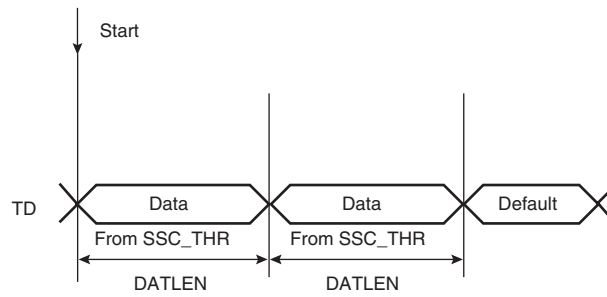 Start
TD
Data
Data
Default
From SSC_THR
From SSC_THR
DATLEN
DATLEN